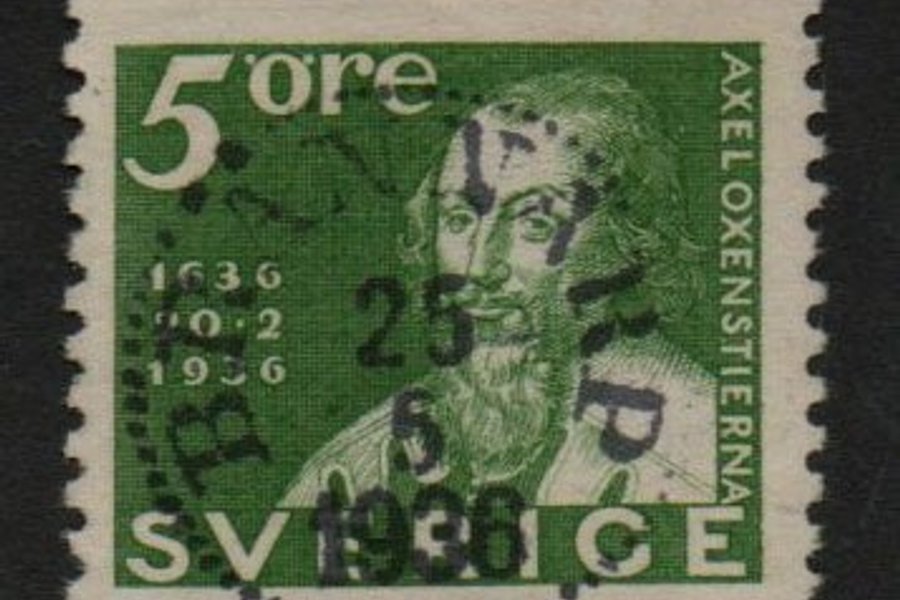 5 öre
1636
20·2
1936
AXEL OXENSTIERNA
25
6
1936
SVERIGE